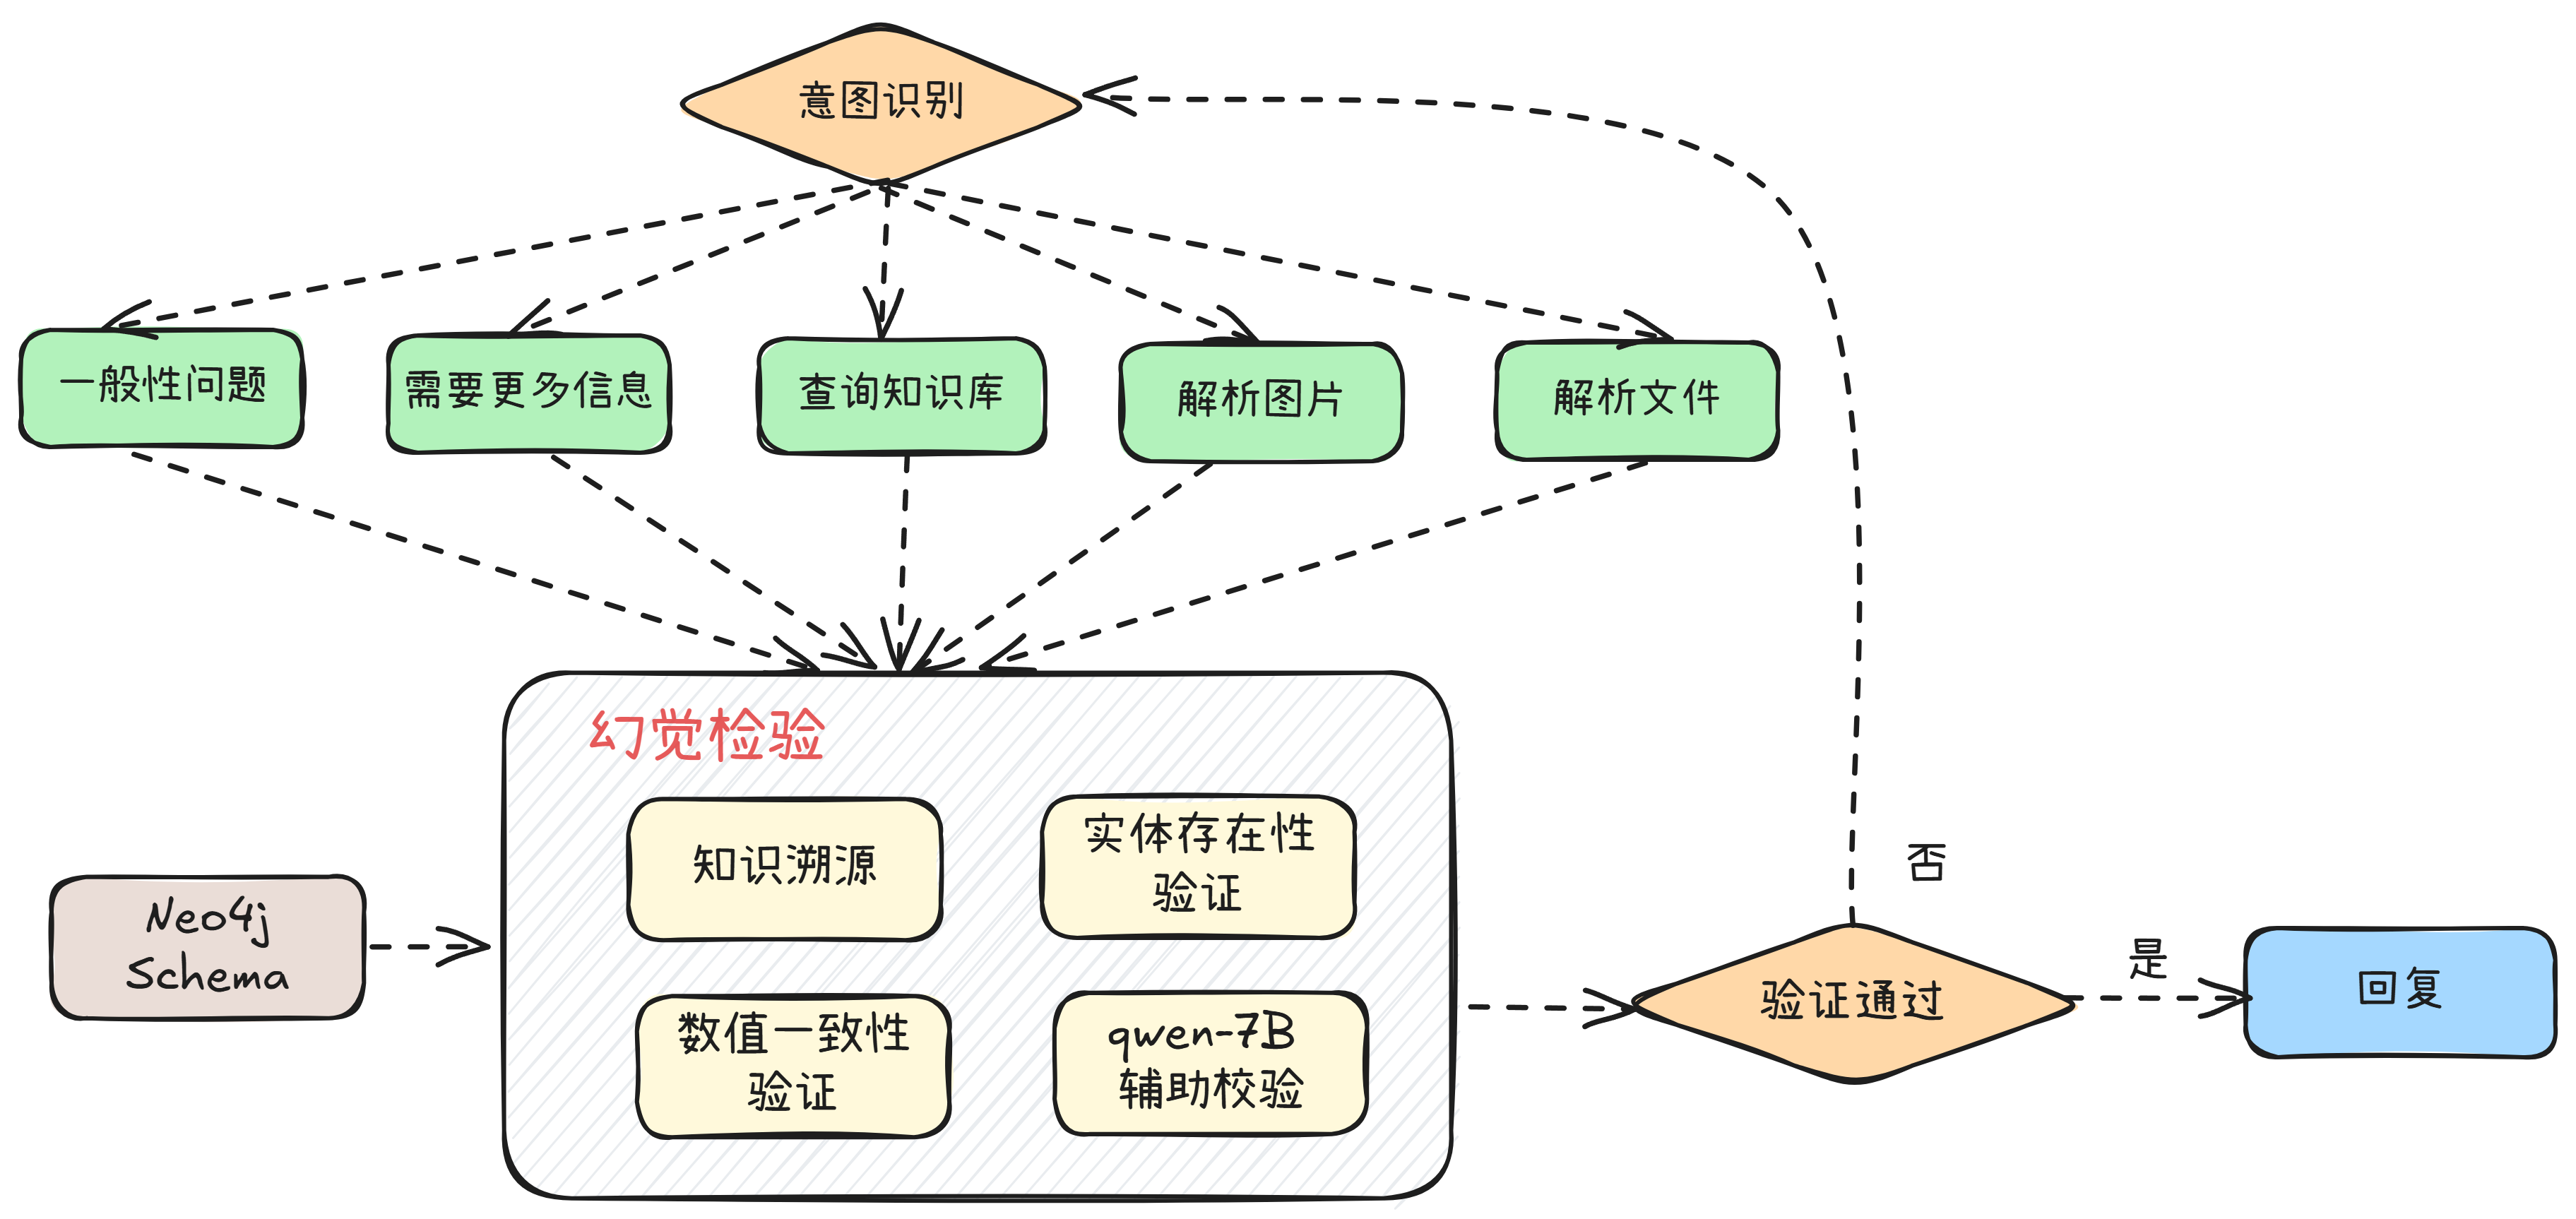 意图识别
一般性问题
需要更多信息
查询知识库
解析图片
解析文件
幻觉检验
知识溯源
实体存在性
验证
Neo4j
Schema
数值一致性
验证
qwen-7B
辅助校验
否
验证通过
是
回复